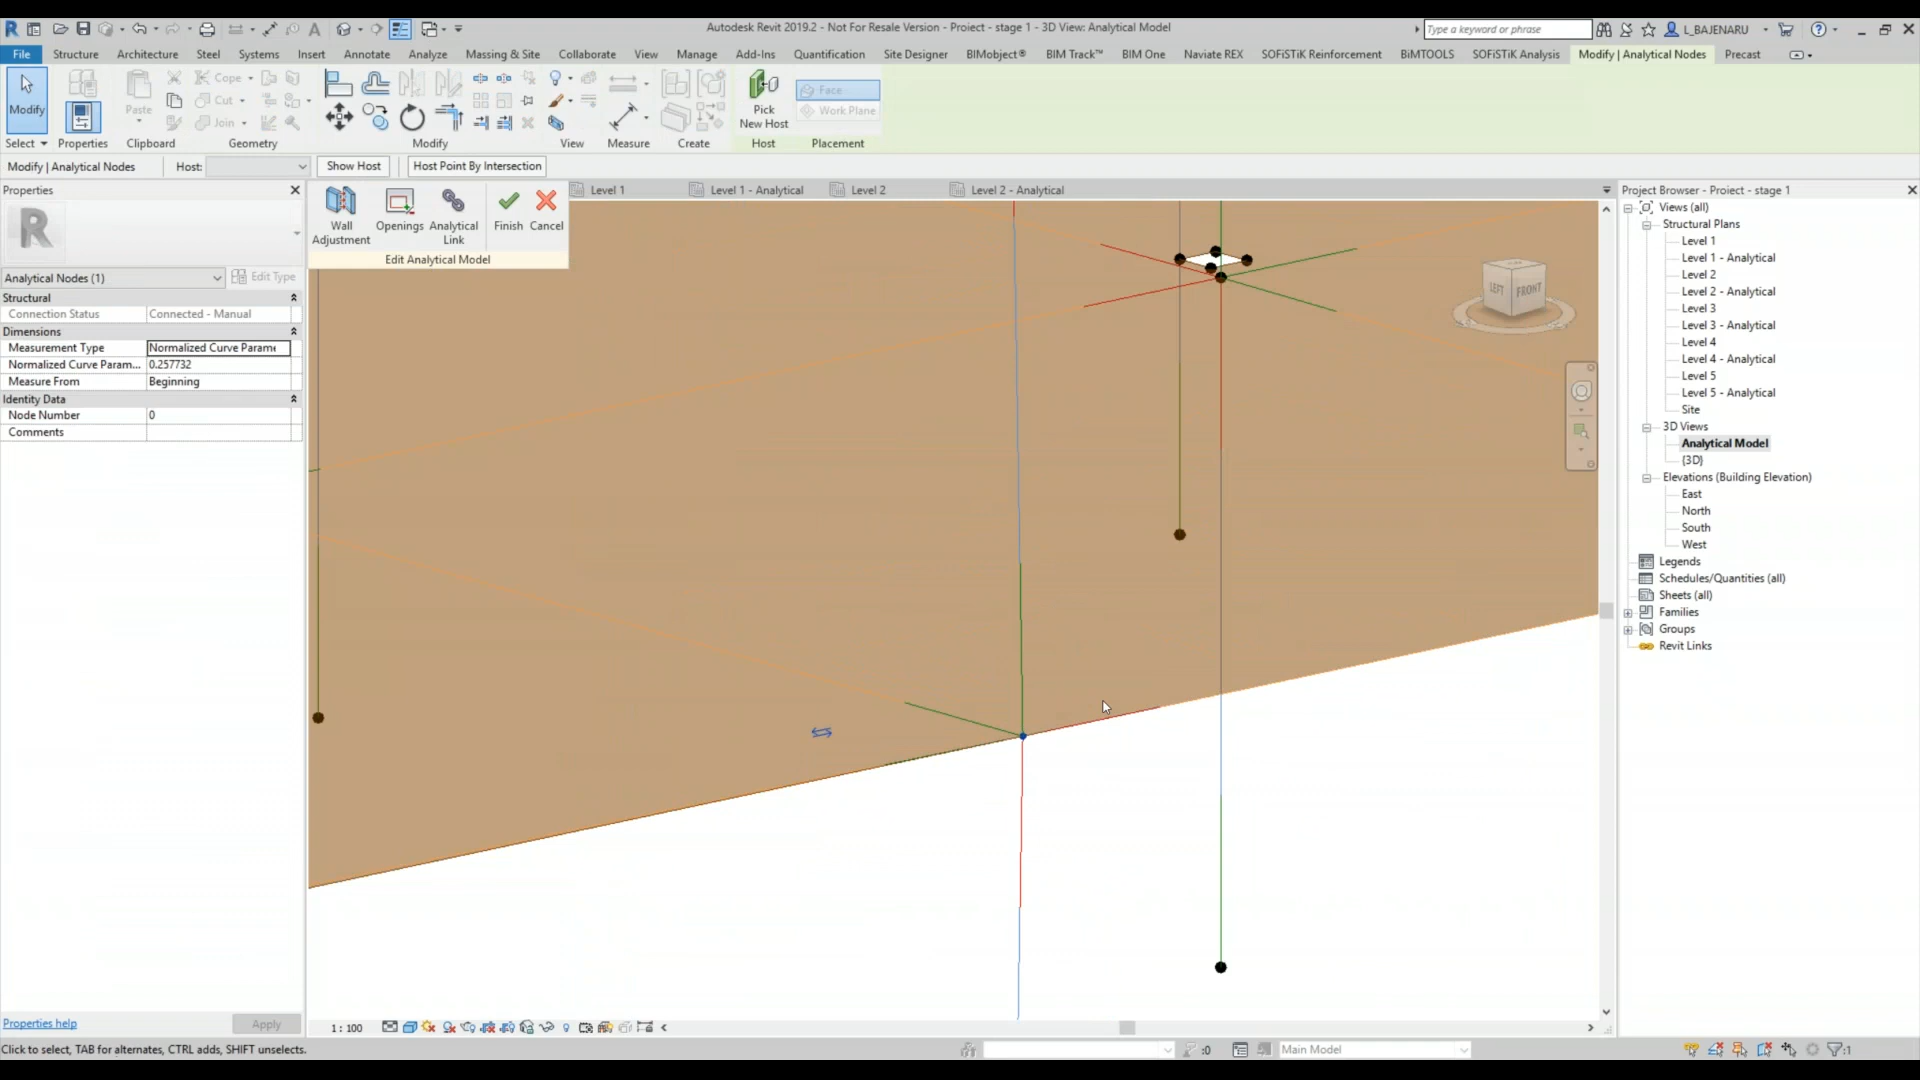 Autodesk Revit 2019.2 - Not For Resale Version - Project - stage 1 - 3D View: Analytical Model
Type a keyword or phrase
L_BAJENARU
File Structure Architecture Steel Systems Insert Annotate Analyze Massing & Site Collaborate View Manage Add-Ins Quantification Site Designer BIMobject® BIM Track™ BIM One Naviate REX SOFiSTiK Reinforcement BiMTOOLS SOFiSTiK Analysis Modify | Analytical Nodes Precast
Modify
Paste
Cope
Cut
Join
Pick
New Host
Face
Work Plane
Select Properties Clipboard Geometry Modify View Measure Create Host Placement
Modify | Analytical Nodes Host: Show Host Host Point By Intersection
Properties
Level 1 Level 1 - Analytical Level 2 Level 2 - Analytical
Wall
Adjustment
Openings
Analytical
Link
Finish
Cancel
Edit Analytical Model
Analytical Nodes (1) Edit Type
Structural
Connection Status Connected - Manual
Dimensions
Measurement Type Normalized Curve Param
Normalized Curve Param... 0.257732
Measure From Beginning
Identity Data
Node Number 0
Comments
LEFT FRONT
Project Browser - Project - stage 1
Views (all)
Structural Plans
Level 1
Level 1 - Analytical
Level 2
Level 2 - Analytical
Level 3
Level 3 - Analytical
Level 4
Level 4 - Analytical
Level 5
Level 5 - Analytical
Site
3D Views
Analytical Model
{3D}
Elevations (Building Elevation)
East
North
South
West
Legends
Schedules/Quantities (all)
Sheets (all)
Families
Groups
Revit Links
Properties help Apply
1 : 100
Click to select, TAB for alternates, CTRL adds, SHIFT unselects.
:0
Main Model
:1